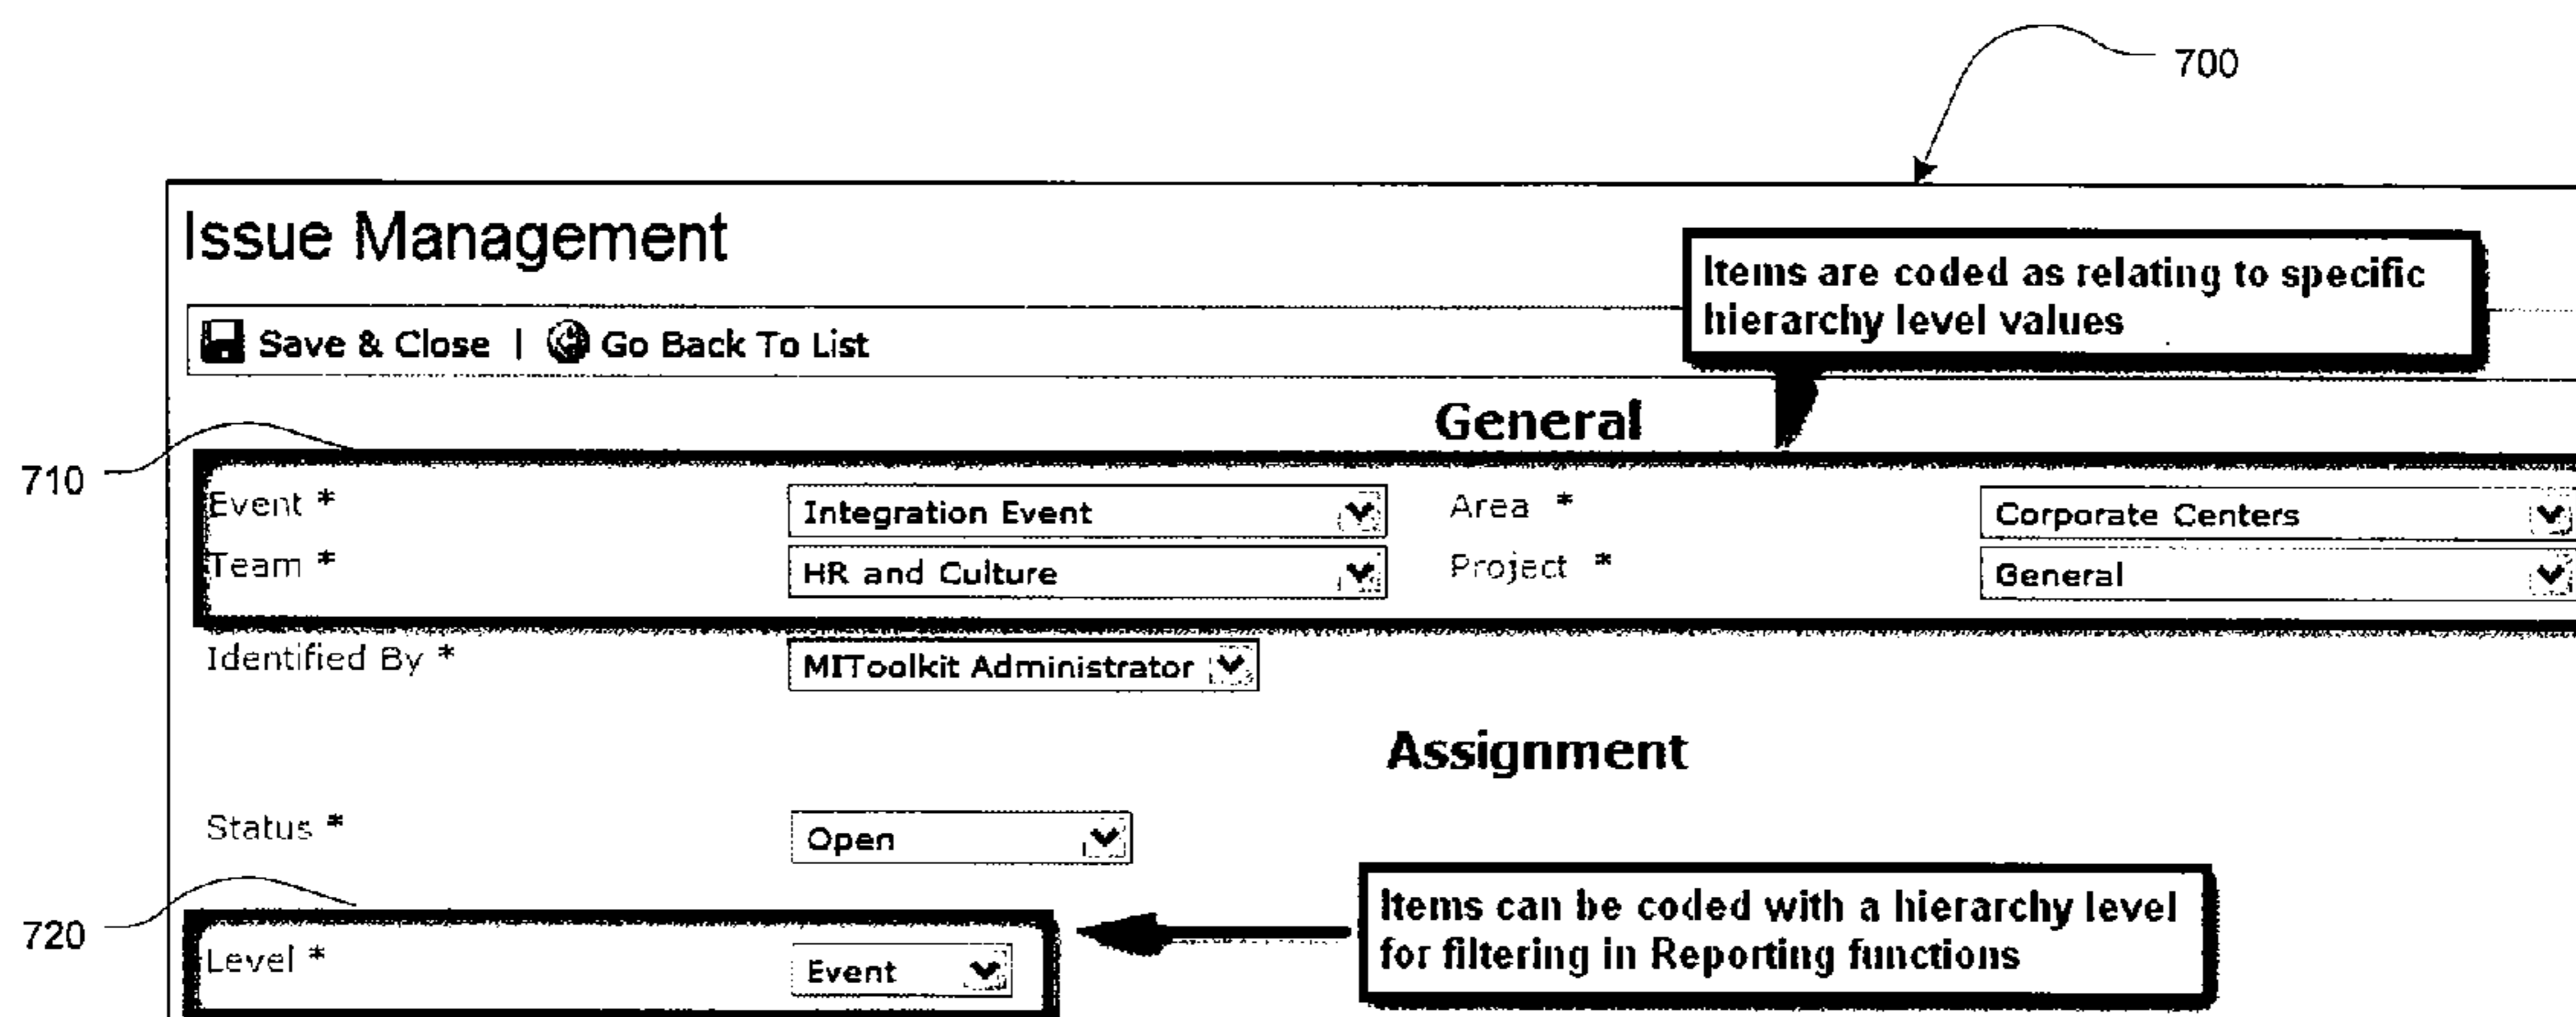 700
Issue Management
Items are coded as relating to specific
hierarchy level values
Save & Close | Go Back To List
General
710
Event * Integration Event Area * Corporate Centers
Team * HR and Culture Project * General
Identified By * MIToolkit Administrator
Assignment
Status * Open
Items can be coded with a hierarchy level
for filtering in Reporting functions
720
Level * Event